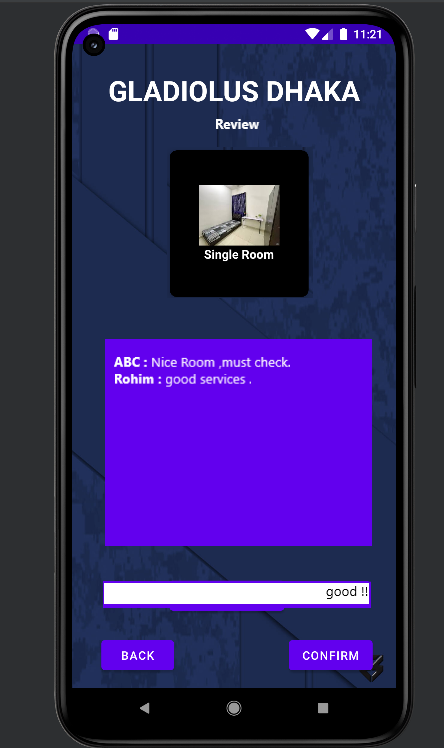 11:21
GLADIOLUS DHAKA
Review
Single Room
ABC : Nice Room ,must check.
Rohim : good services .
good !!
BACK
CONFIRM